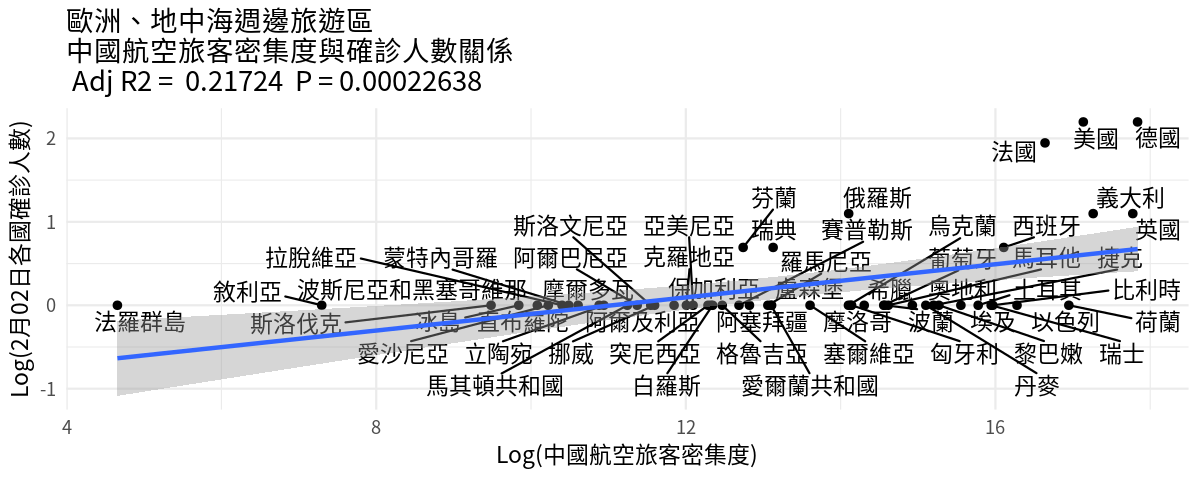 歐洲、地中海週邊旅遊區
中國航空旅客密集度與確診人數關係
Adj R2 = 0.21724 P = 0.00022638
Log(2月02日各國確診人數)
2
1
0
-1
美國 德國
法國
芬蘭 俄羅斯 義大利
斯洛文尼亞 亞美尼亞 瑞典 賽普勒斯 烏克蘭 西班牙 英國
拉脫維亞 蒙特內哥羅 阿爾巴尼亞 克羅地亞 羅馬尼亞 葡萄牙 馬耳他 捷克
敘利亞 波斯尼亞和黑塞哥維那 摩爾多瓦 保加利亞 盧森堡 希臘 奧地利 土耳其 比利時
法羅群島 斯洛伐克 冰島 直布羅陀 阿爾及利亞 阿塞拜疆 摩洛哥 波蘭 埃及 以色列 荷蘭
愛沙尼亞 立陶宛 挪威 突尼西亞 格魯吉亞 塞爾維亞 匈牙利 黎巴嫩 瑞士
馬其頓共和國 白羅斯 愛爾蘭共和國 丹麥
4 8 12 16
Log(中國航空旅客密集度)